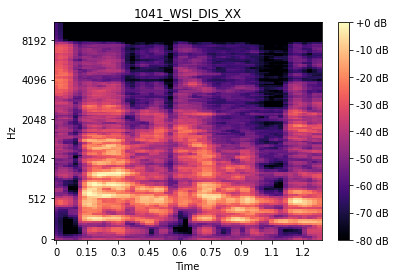 1041_WSI_DIS_XX
+0 dB
8192
-10 dB
4096
-20 dB
-30 dB
2048
Hz
-40 dB
1024
-50 dB
512
-60 dB
-70 dB
0
-80 dB
0 0.15 0.3 0.45 0.6 0.75 0.9 1.1 1.2
Time